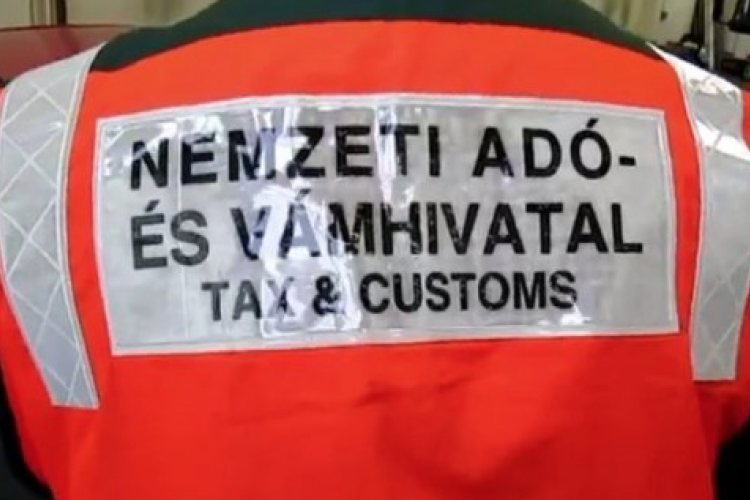 NEMZETI ADÓ-
ÉS VÁMHIVATAL
TAX & CUSTOMS